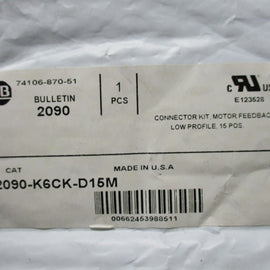 74106-870-51
BULLETIN
2090
1
PCS
US
E123528
CONNECTOR KIT, MOTOR FEEDBACK
LOW PROFILE, 15 POS.
CAT
MADE IN U.S.A
2090-K6CK-D15M
00662453988511